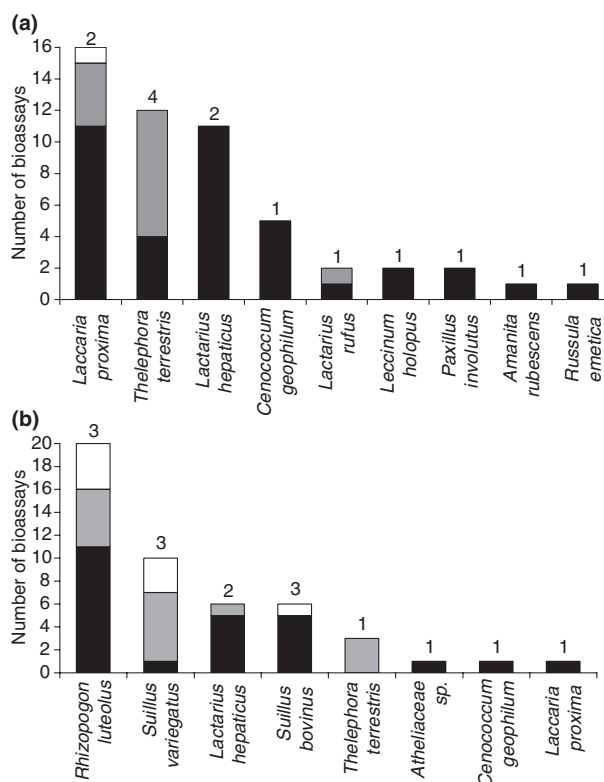 (a)
Number of bioassays
16
14
12
10
8
6
4
2
0
2
4
2
1
1
1
1
1
1
Laccaria
proxima
Thelephora
terrestris
Lactarius
hepaticus
Cenococcum
geophilum
Lactarius
rufus
Leccinum
holopus
Paxillus
involutus
Amanita
rubescens
Russula
emetica
(b)
Number of bioassays
20
18
16
14
12
10
8
6
4
2
0
3
3
2
3
1
1
1
1
Rhizopogon
luteolus
Suillus
variegatus
Lactarius
hepaticus
Suillus
bovinus
Thelephora
terrestris
Atheliaceae
sp.
Cenococcum
geophilum
Laccaria
proxima